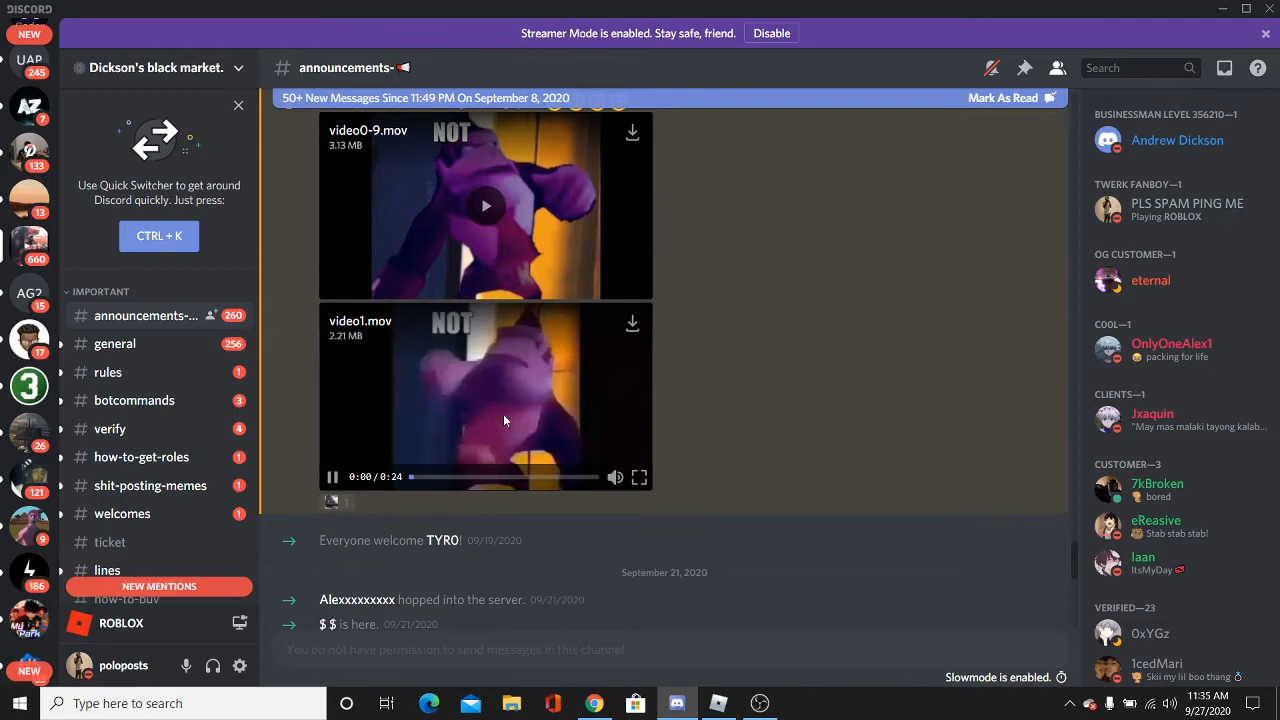 DISCORD
NEW
Streamer Mode is enabled. Stay safe, friend. Disable
UAP
245
AZ
7
133
13
660
AG2
15
17
3
26
121
9
186
My Park
NEW
Dickson's black market.
Use Quick Switcher to get around
Discord quickly. Just press:
CTRL + K
IMPORTANT
announcements-... 260
general 256
rules 1
botcommands 3
verify 4
how-to-get-roles 1
shit-posting-memes 1
welcomes 1
ticket
lines
NEW MENTIONS
how-to-buy
ROBLOX
poloposts
# announcements-
Search
50+ New Messages Since 11:49 PM On September 8, 2020 Mark As Read
video0-9.mov
3.13 MB
NOT
video1.mov
2.21 MB
NOT
0:00 / 0:24
1
Everyone welcome TYR0! 09/19/2020
September 21, 2020
Alexxxxxxxxx hopped into the server. 09/21/2020
$ $ is here. 09/21/2020
You do not have permission to send messages in this channel
Slowmode is enabled.
BUSINESSMAN LEVEL 356210—1
Andrew Dickson
TWERK FANBOY—1
PLS SPAM PING ME
Playing ROBLOX
OG CUSTOMER—1
eternal
C00L—1
OnlyOneAlex1
packing for life
CLIENTS—1
Jxaquin
"May mas malaki tayong kalab...
CUSTOMER—3
7kBroken
bored
eReasive
Stab stab stab!
Iaan
ItsMyDay
VERIFIED—23
0xYGz
1cedMari
Skii my lil boo thang
Type here to search
11:35 AM
9/27/2020